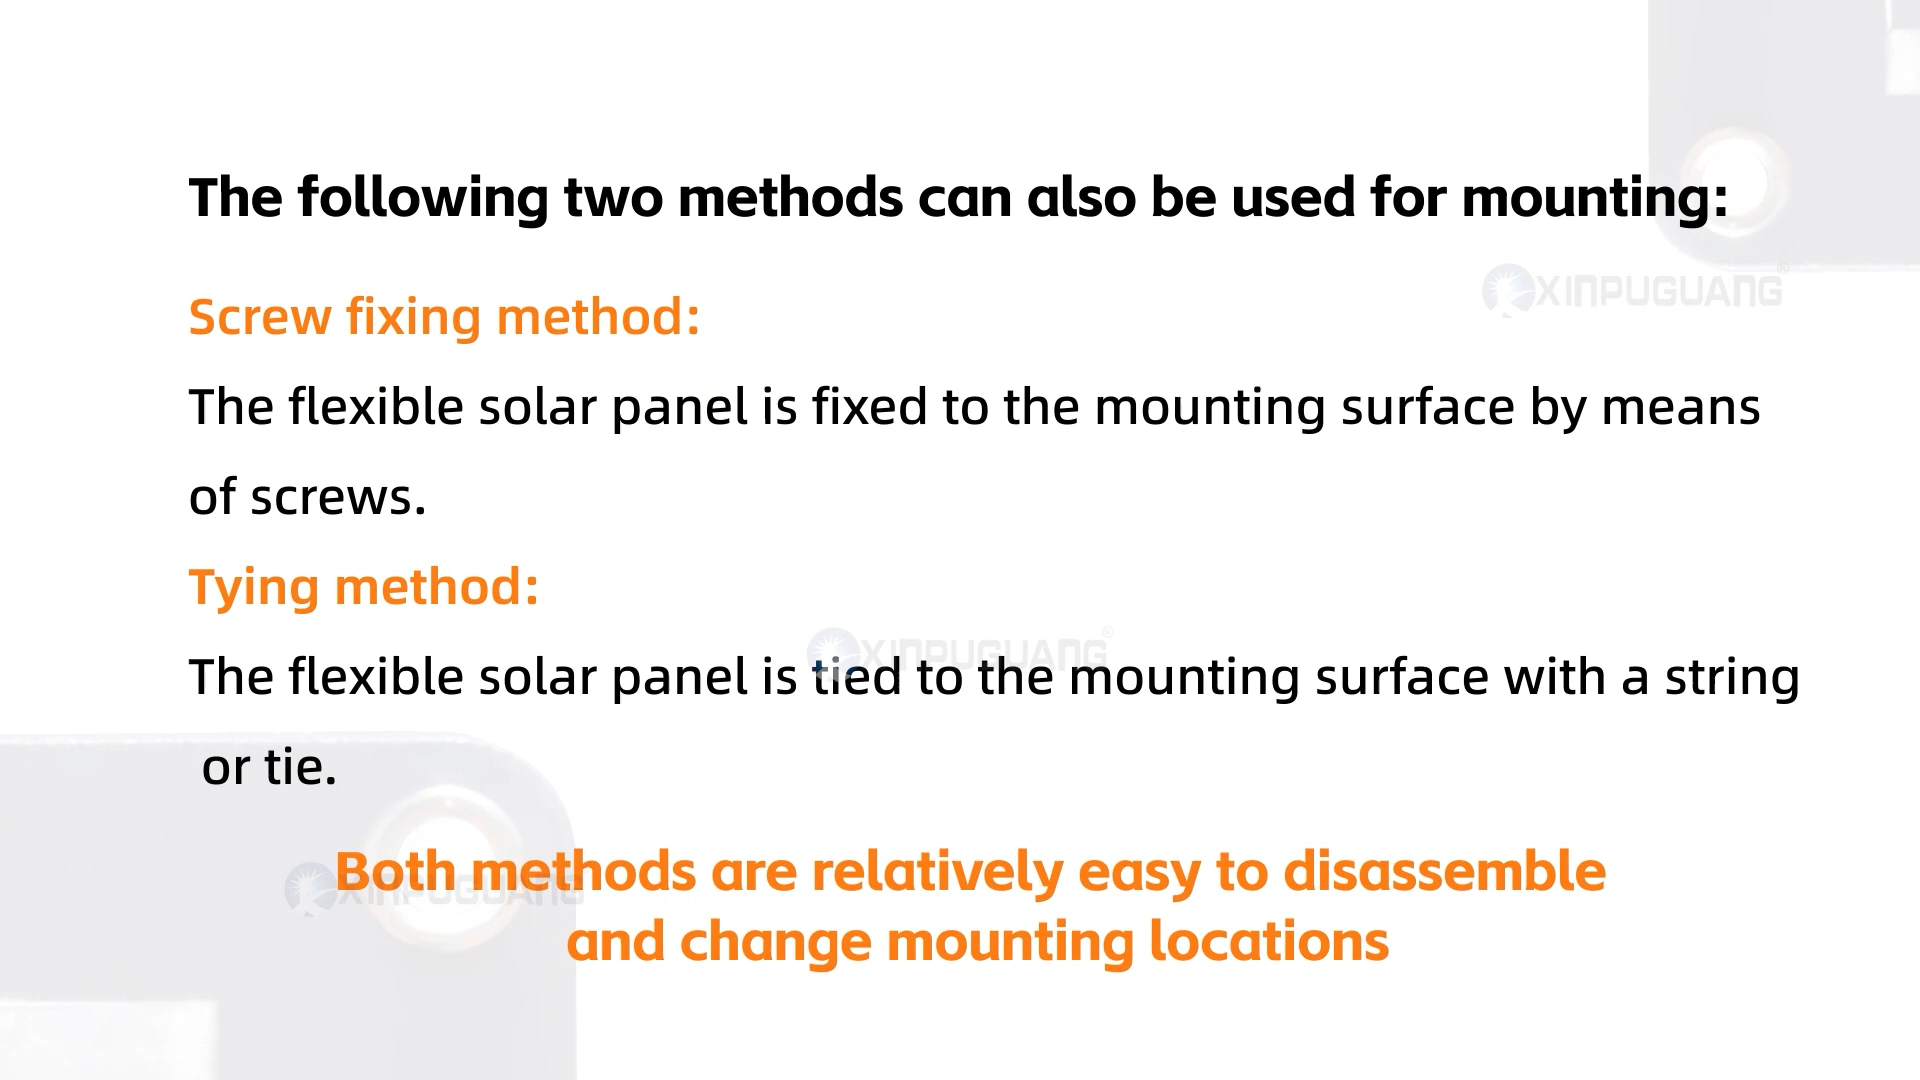 The following two methods can also be used for mounting:
XINPUGUANG®
Screw fixing method:
The flexible solar panel is fixed to the mounting surface by means
of screws.
Tying method:
XINPUGUANG®
The flexible solar panel is tied to the mounting surface with a string
or tie.
Both methods are relatively easy to disassemble
XINPUGUANG
and change mounting locations